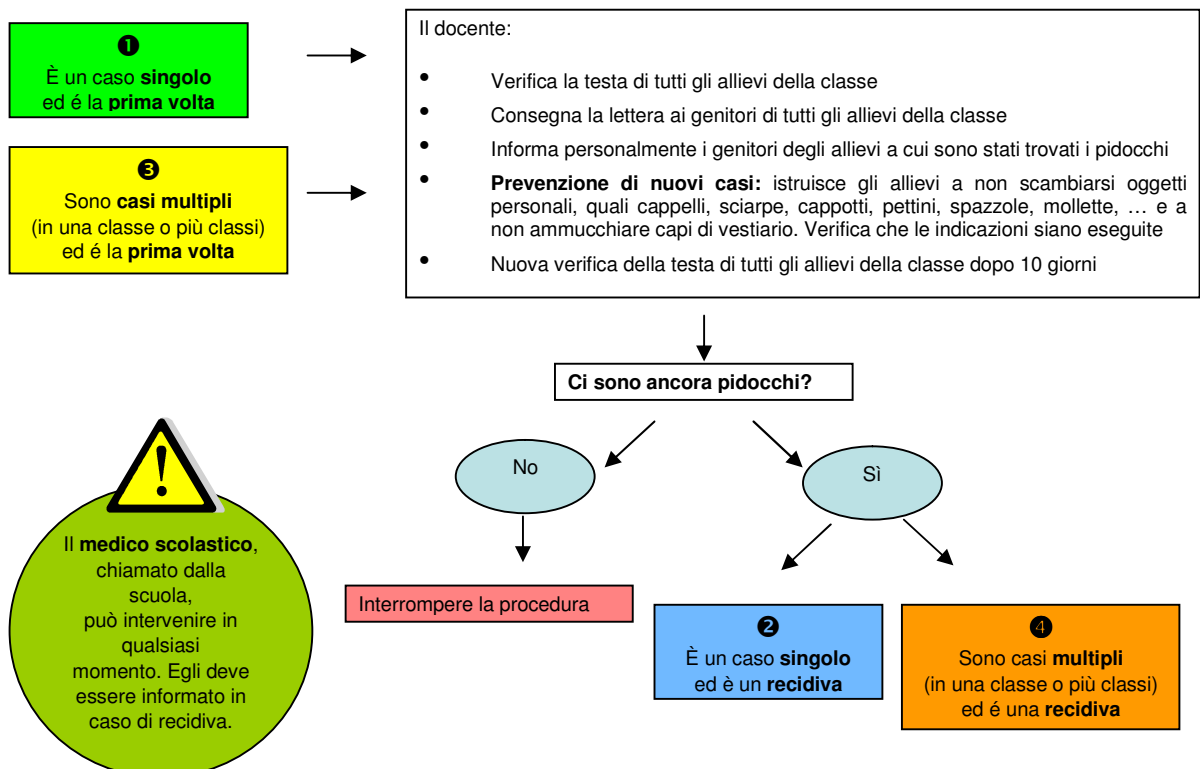 ❶
È un caso singolo
ed é la prima volta
❸
Sono casi multipli
(in una classe o più classi)
ed é la prima volta
Il docente:
• Verifica la testa di tutti gli allievi della classe
• Consegna la lettera ai genitori di tutti gli allievi della classe
• Informa personalmente i genitori degli allievi a cui sono stati trovati i pidocchi
• Prevenzione di nuovi casi: istruisce gli allievi a non scambiarsi oggetti
personali, quali cappelli, sciarpe, cappotti, pettini, spazzole, mollette, … e a
non ammucchiare capi di vestiario. Verifica che le indicazioni siano eseguite
• Nuova verifica della testa di tutti gli allievi della classe dopo 10 giorni
Ci sono ancora pidocchi?
No
Sì
!
Il medico scolastico,
chiamato dalla
scuola,
può intervenire in
qualsiasi
momento. Egli deve
essere informato in
caso di recidiva.
Interrompere la procedura
❷
È un caso singolo
ed è un recidiva
❹
Sono casi multipli
(in una classe o più classi)
ed é una recidiva